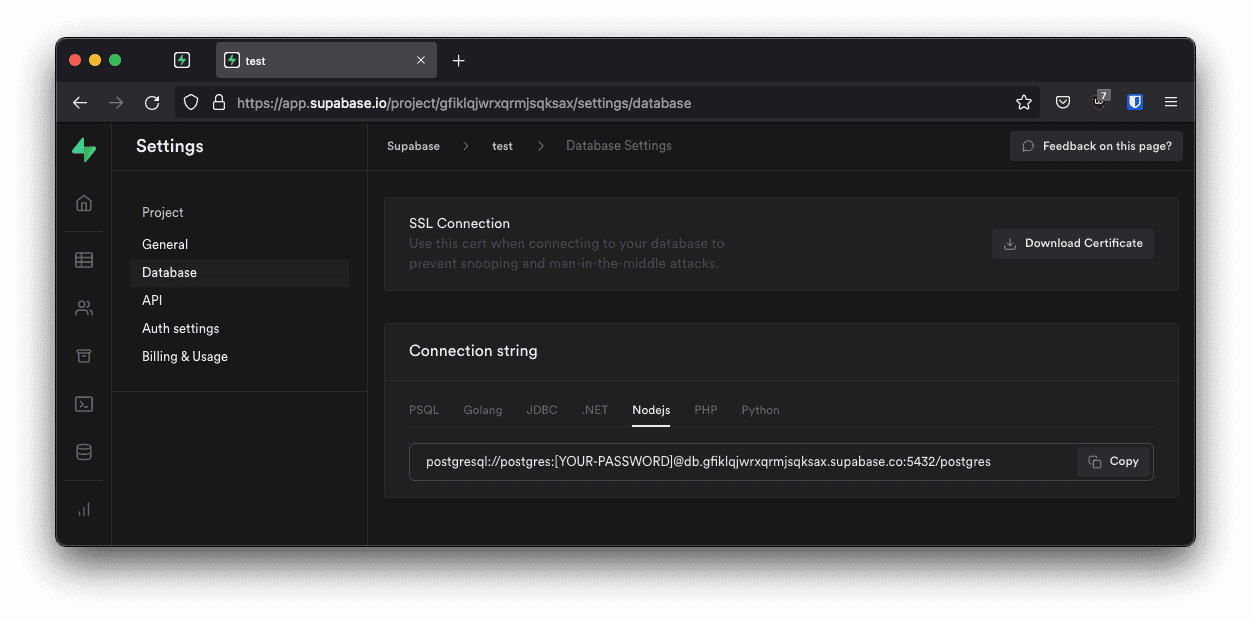 test
https://app.supabase.io/project/gfiklqjwrxqrmjsqksax/settings/database
7
Settings
Supabase
test
Database Settings
Feedback on this page?
Project
General
Database
API
Auth settings
Billing & Usage
SSL Connection
Use this cert when connecting to your database to
prevent snooping and man-in-the-middle attacks.
Download Certificate
Connection string
PSQL Golang JDBC .NET Nodejs PHP Python
postgresql://postgres:[YOUR-PASSWORD]@db.gfiklqjwrxqrmjsqksax.supabase.co:5432/postgres
Copy